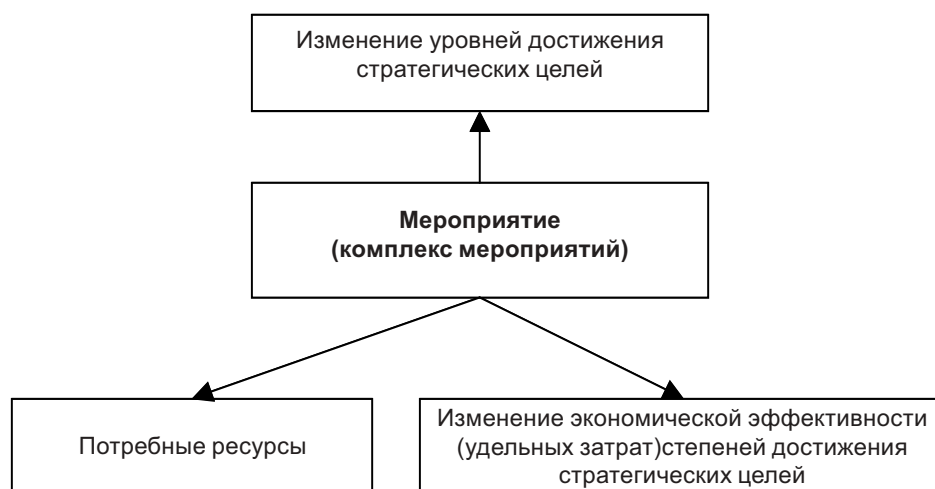 Изменение уровней достижения
стратегических целей
Мероприятие
(комплекс мероприятий)
Потребные ресурсы
Изменение экономической эффективности
(удельных затрат)степеней достижения
стратегических целей